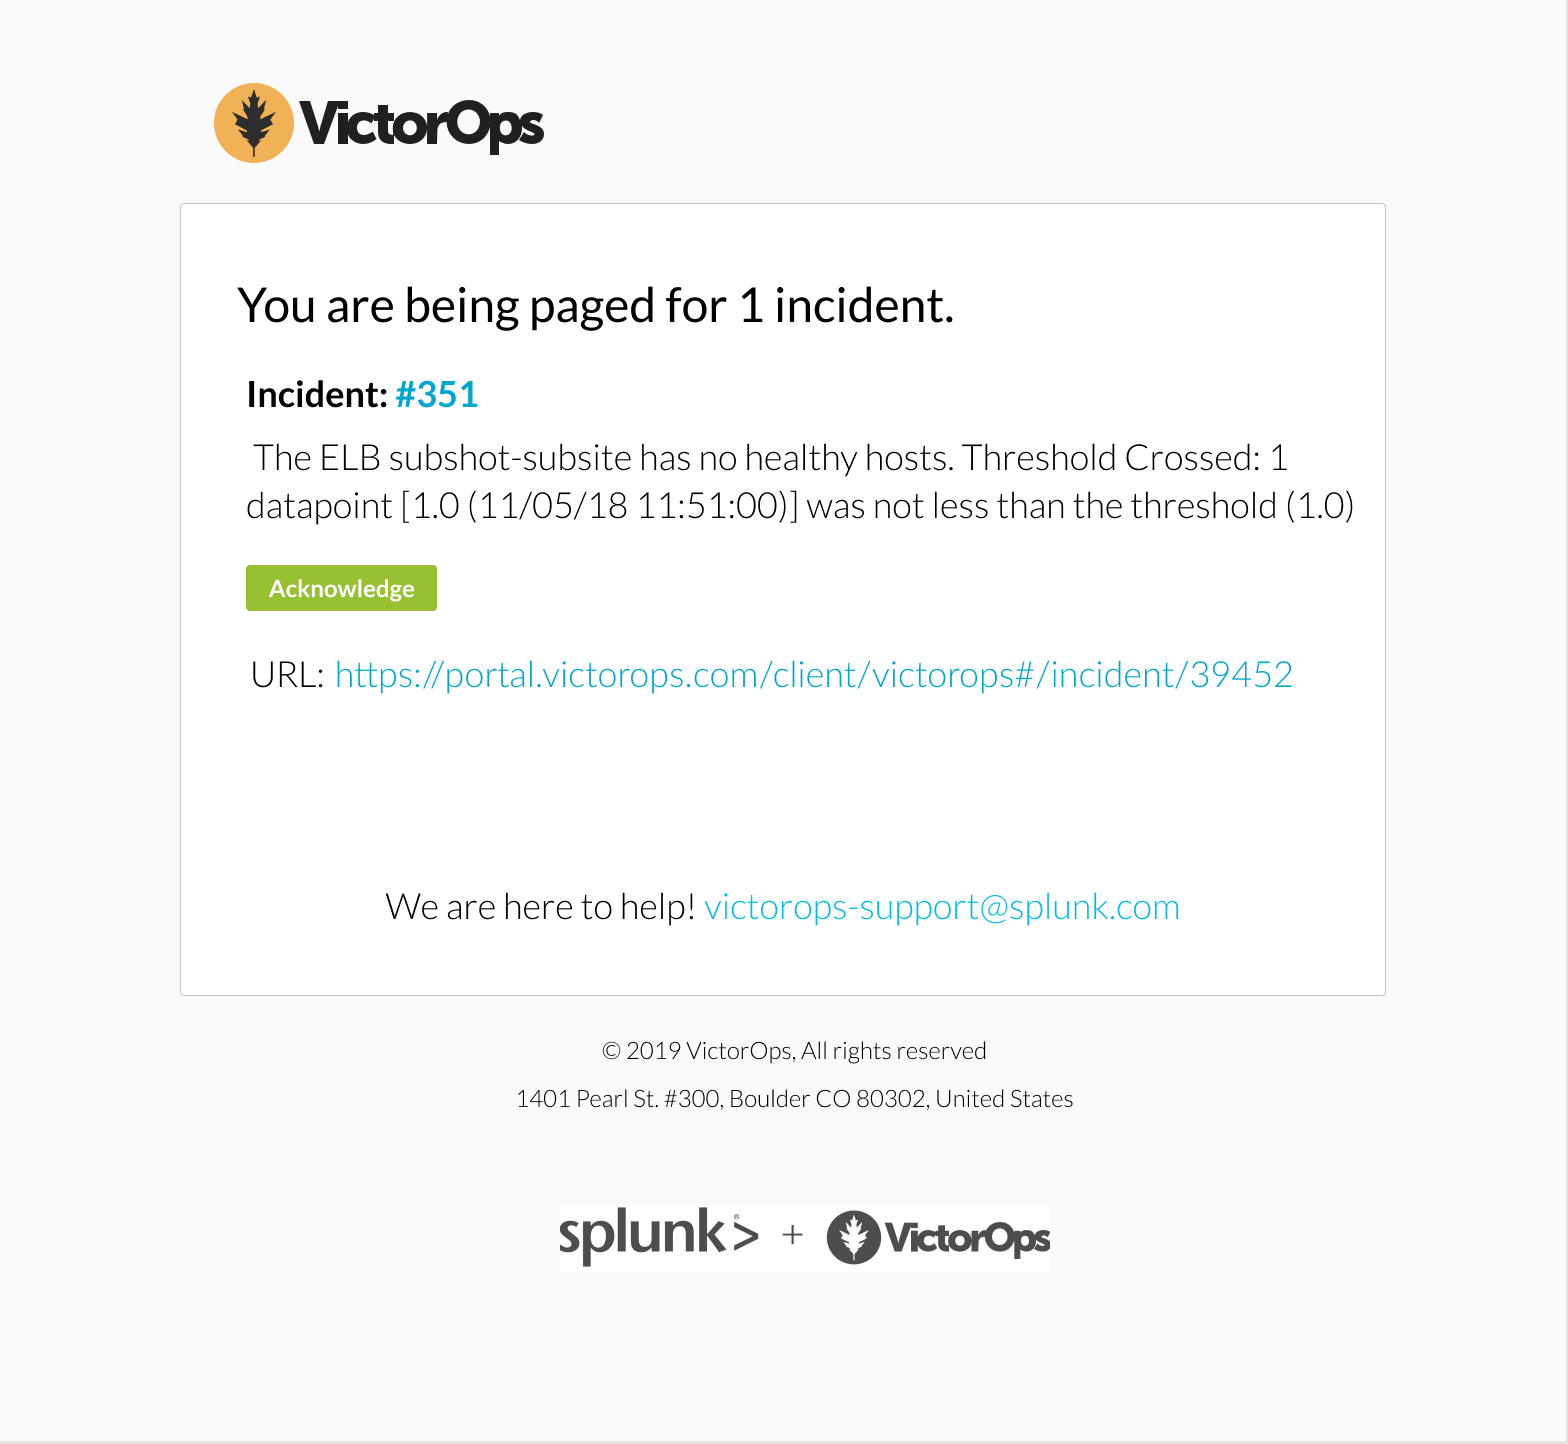 VictorOps
You are being paged for 1 incident.
Incident: #351
The ELB subshot-subsite has no healthy hosts. Threshold Crossed: 1
datapoint [1.0 (11/05/18 11:51:00)] was not less than the threshold (1.0)
Acknowledge
URL: https://portal.victorops.com/client/victorops#/incident/39452
We are here to help! victorops-support@splunk.com
© 2019 VictorOps, All rights reserved
1401 Pearl St. #300, Boulder CO 80302, United States
splunk>® + VictorOps